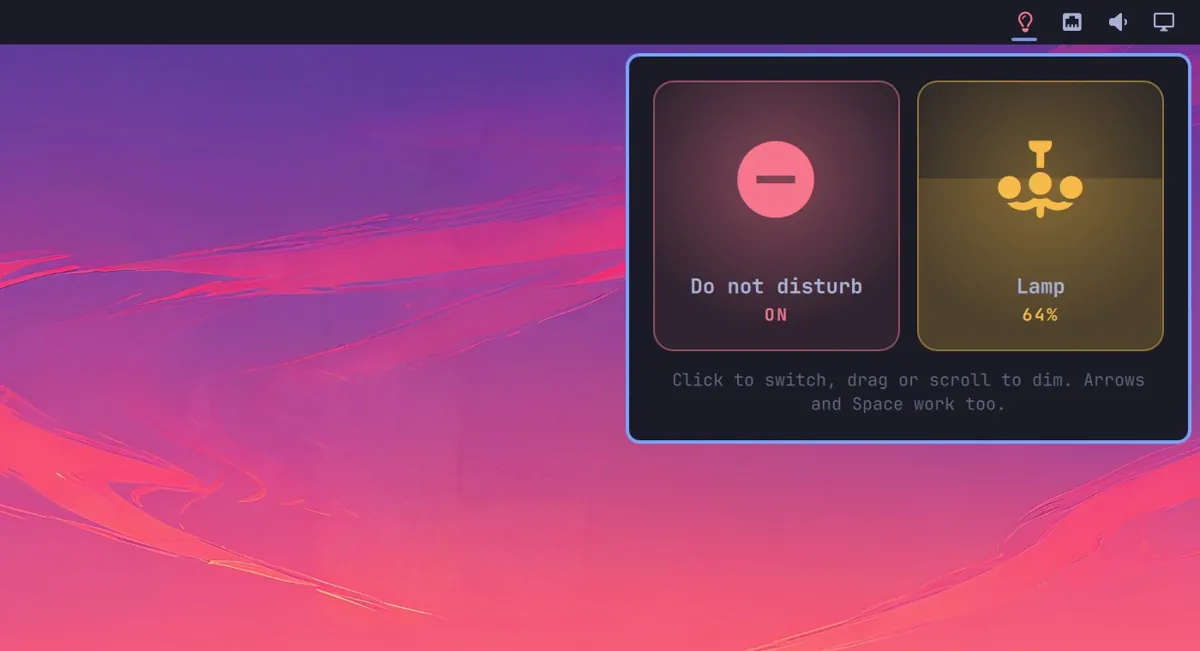 Do not disturb
ON
Lamp
64%
Click to switch, drag or scroll to dim. Arrows
and Space work too.